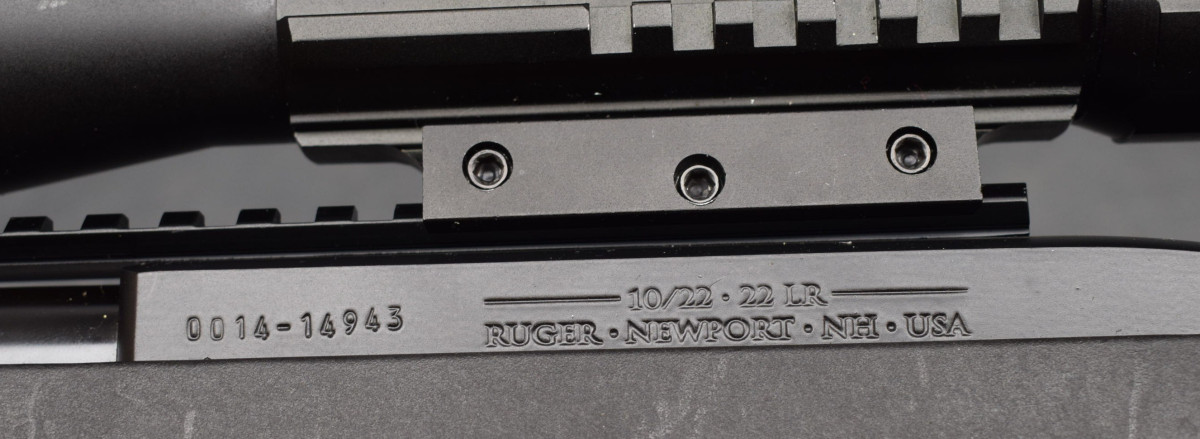 10/22 · 22 LR
0014-14943
RUGER · NEWPORT · NH · USA